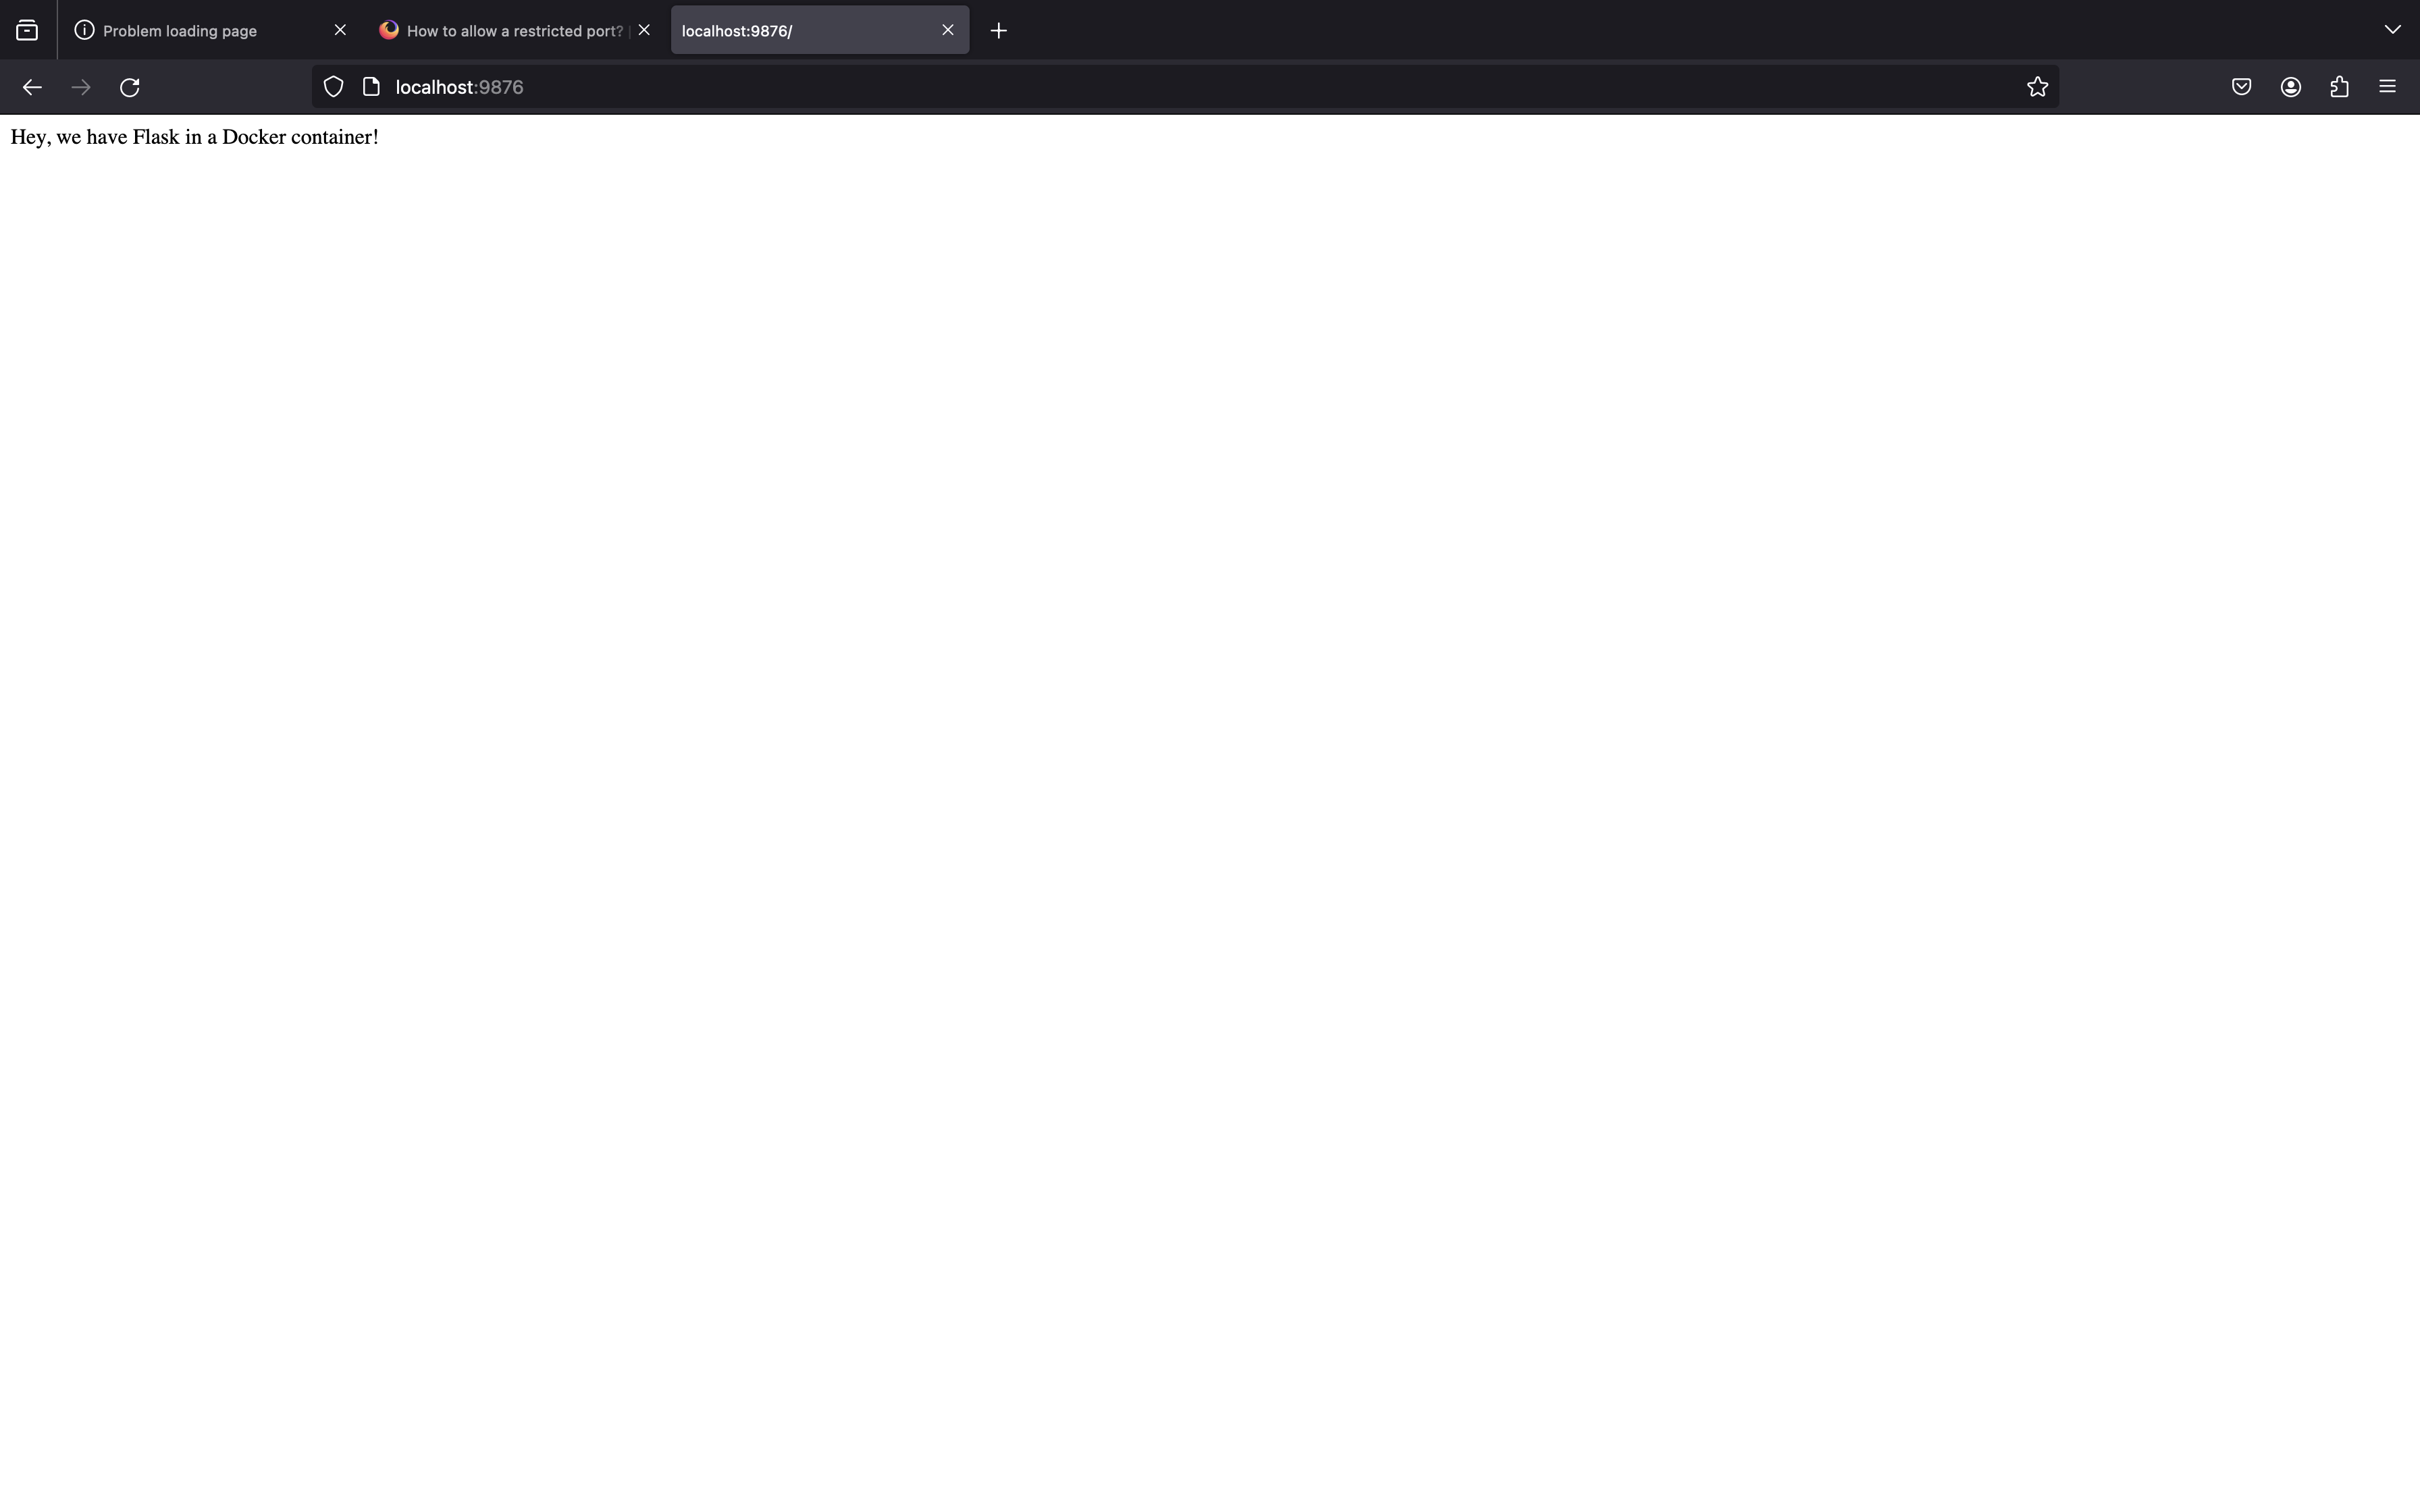 Problem loading page
How to allow a restricted port?
localhost:9876/
localhost:9876
Hey, we have Flask in a Docker container!